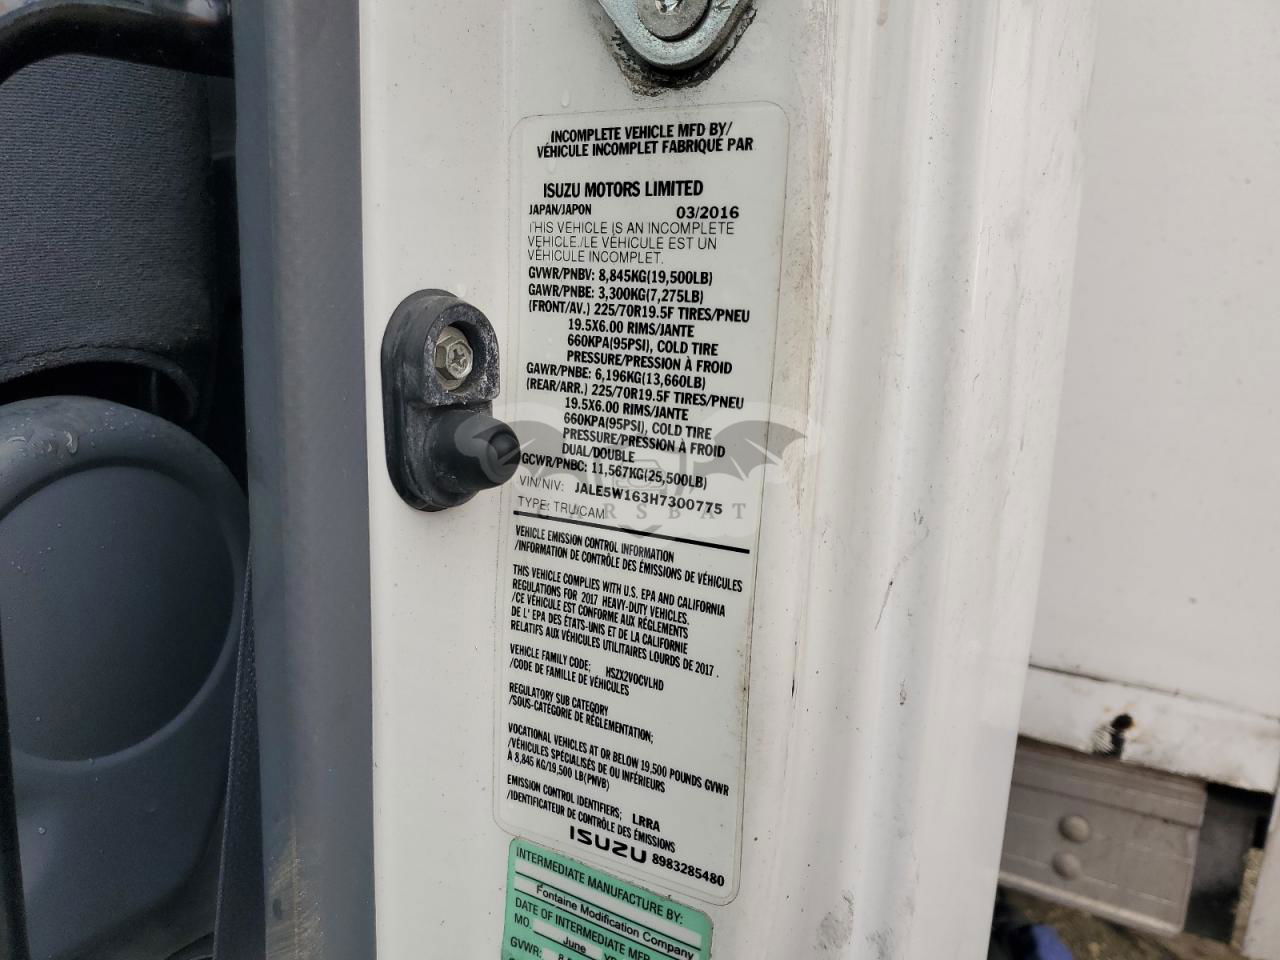 INCOMPLETE VEHICLE MFD BY/
VÉHICULE INCOMPLET FABRIQUÉ PAR
ISUZU MOTORS LIMITED
JAPAN/JAPON 03/2016
THIS VEHICLE IS AN INCOMPLETE
VEHICLE./LE VÉHICULE EST UN
VÉHICULE INCOMPLET.
GVWR/PNBV: 8,845KG(19,500LB)
GAWR/PNBE: 3,300KG(7,275LB)
(FRONT/AV.) 225/70R19.5F TIRES/PNEU
19.5X6.00 RIMS/JANTE
660KPA(95PSI), COLD TIRE
PRESSURE/PRESSION À FROID
GAWR/PNBE: 6,196KG(13,660LB)
(REAR/ARR.) 225/70R19.5F TIRES/PNEU
19.5X6.00 RIMS/JANTE
660KPA(95PSI), COLD TIRE
PRESSURE/PRESSION À FROID
DUAL/DOUBLE
GCWR/PNBC: 11,567KG(25,500LB)
VIN/NIV: JALE5W163H7300775
TYPE: TRU/CAM
CARSBAT
VEHICLE EMISSION CONTROL INFORMATION
/INFORMATION DE CONTRÔLE DES ÉMISSIONS DE VÉHICULES
THIS VEHICLE COMPLIES WITH U.S. EPA AND CALIFORNIA
REGULATIONS FOR 2017 HEAVY-DUTY VEHICLES.
/CE VÉHICULE EST CONFORME AUX RÉGLEMENTS
DE L' EPA DES ÉTATS-UNIS ET DE LA CALIFORNIE
RELATIFS AUX VÉHICULES UTILITAIRES LOURDS DE 2017 .
VEHICLE FAMILY CODE; HSZX2VOCVLHD
/CODE DE FAMILLE DE VÉHICULES
REGULATORY SUB CATEGORY
/SOUS-CATÉGORIE DE RÉGLEMENTATION;
VOCATIONAL VEHICLES AT OR BELOW 19,500 POUNDS GVWR
/VÉHICULES SPÉCIALISÉS DE OU INFÉRIEURS
À 8,845 KG/19,500 LB(PNVB)
EMISSION CONTROL IDENTIFIERS; LRRA
/IDENTIFICATEUR DE CONTRÔLE DES ÉMISSIONS
ISUZU 8983285480
INTERMEDIATE MANUFACTURE BY:
Fontaine Modification Company
DATE OF INTERMEDIATE MFR
MO. June YR
GVWR: